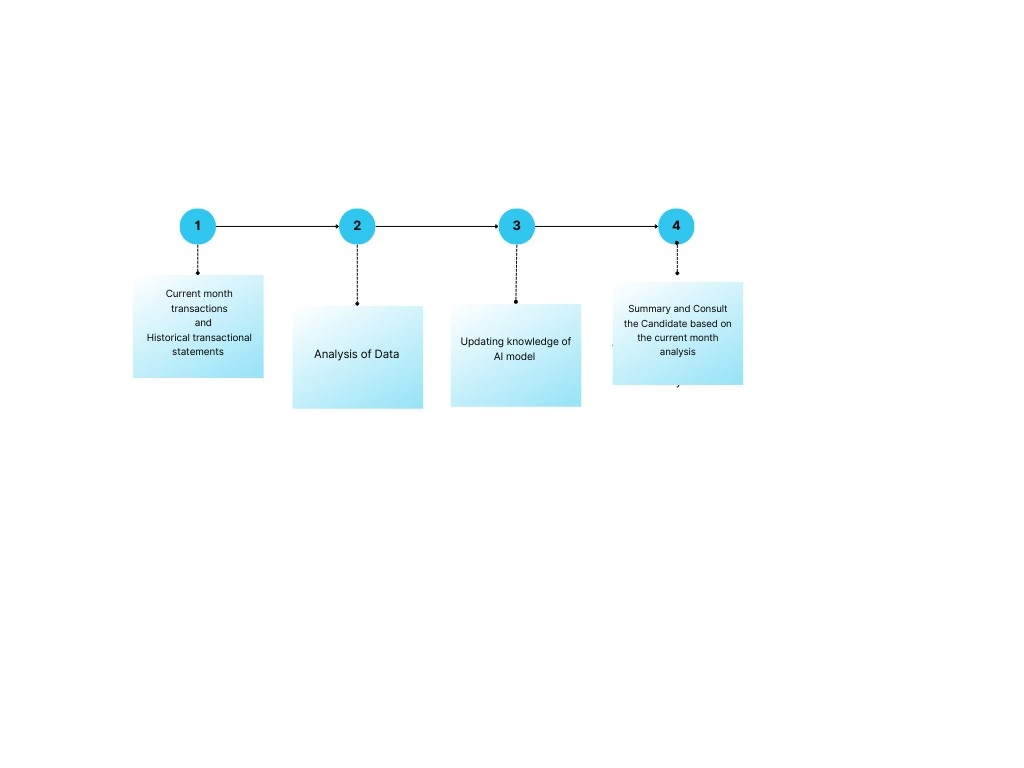 1
2
3
4
Current month
transactions
and
Historical transactional
statements
Analysis of Data
Updating knowledge of
AI model
Summary and Consult
the Candidate based on
the current month
analysis